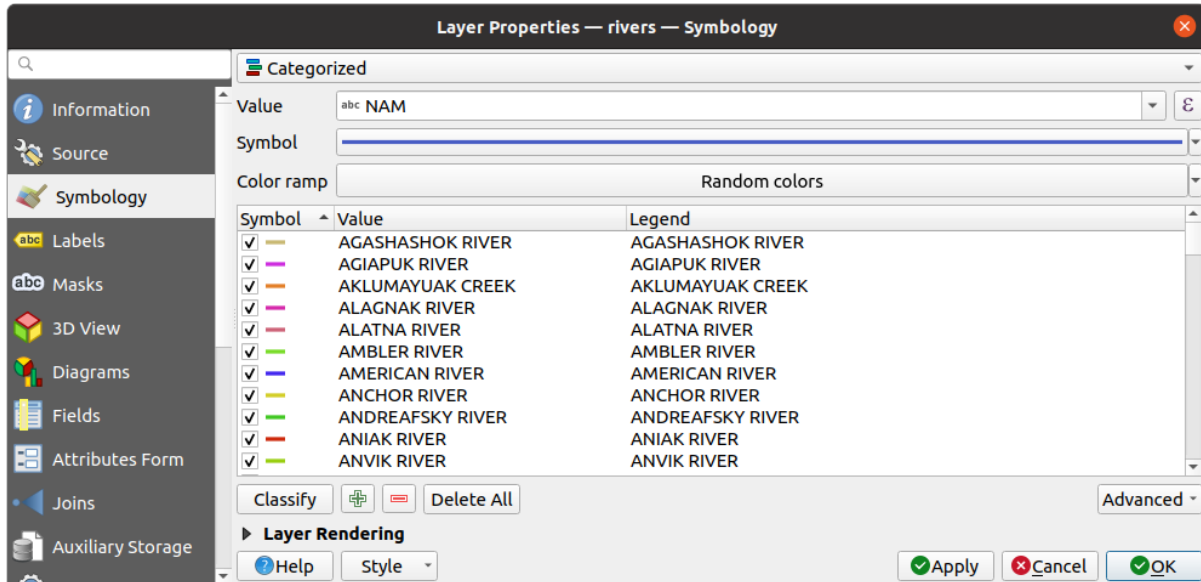 Layer Properties — rivers — Symbology
Categorized
Information
Value abc NAM ε
Source
Symbol
Symbology
Color ramp Random colors
Symbol Value Legend
abc Labels
AGASHASHOK RIVER AGASHASHOK RIVER
AGIAPUK RIVER AGIAPUK RIVER
abc Masks
AKLUMAYUAK CREEK AKLUMAYUAK CREEK
ALAGNAK RIVER ALAGNAK RIVER
3D View
ALATNA RIVER ALATNA RIVER
AMBLER RIVER AMBLER RIVER
Diagrams
AMERICAN RIVER AMERICAN RIVER
ANCHOR RIVER ANCHOR RIVER
Fields
ANDREAFSKY RIVER ANDREAFSKY RIVER
ANIAK RIVER ANIAK RIVER
Attributes Form
ANVIK RIVER ANVIK RIVER
Joins
Classify Delete All Advanced
Layer Rendering
Auxiliary Storage
Help Style Apply Cancel OK